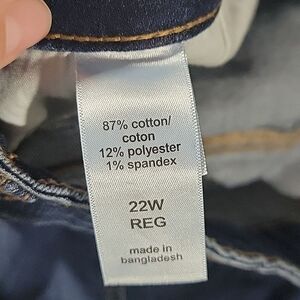 87% cotton/
coton
12% polyester
1% spandex
22W
REG
made in
bangladesh